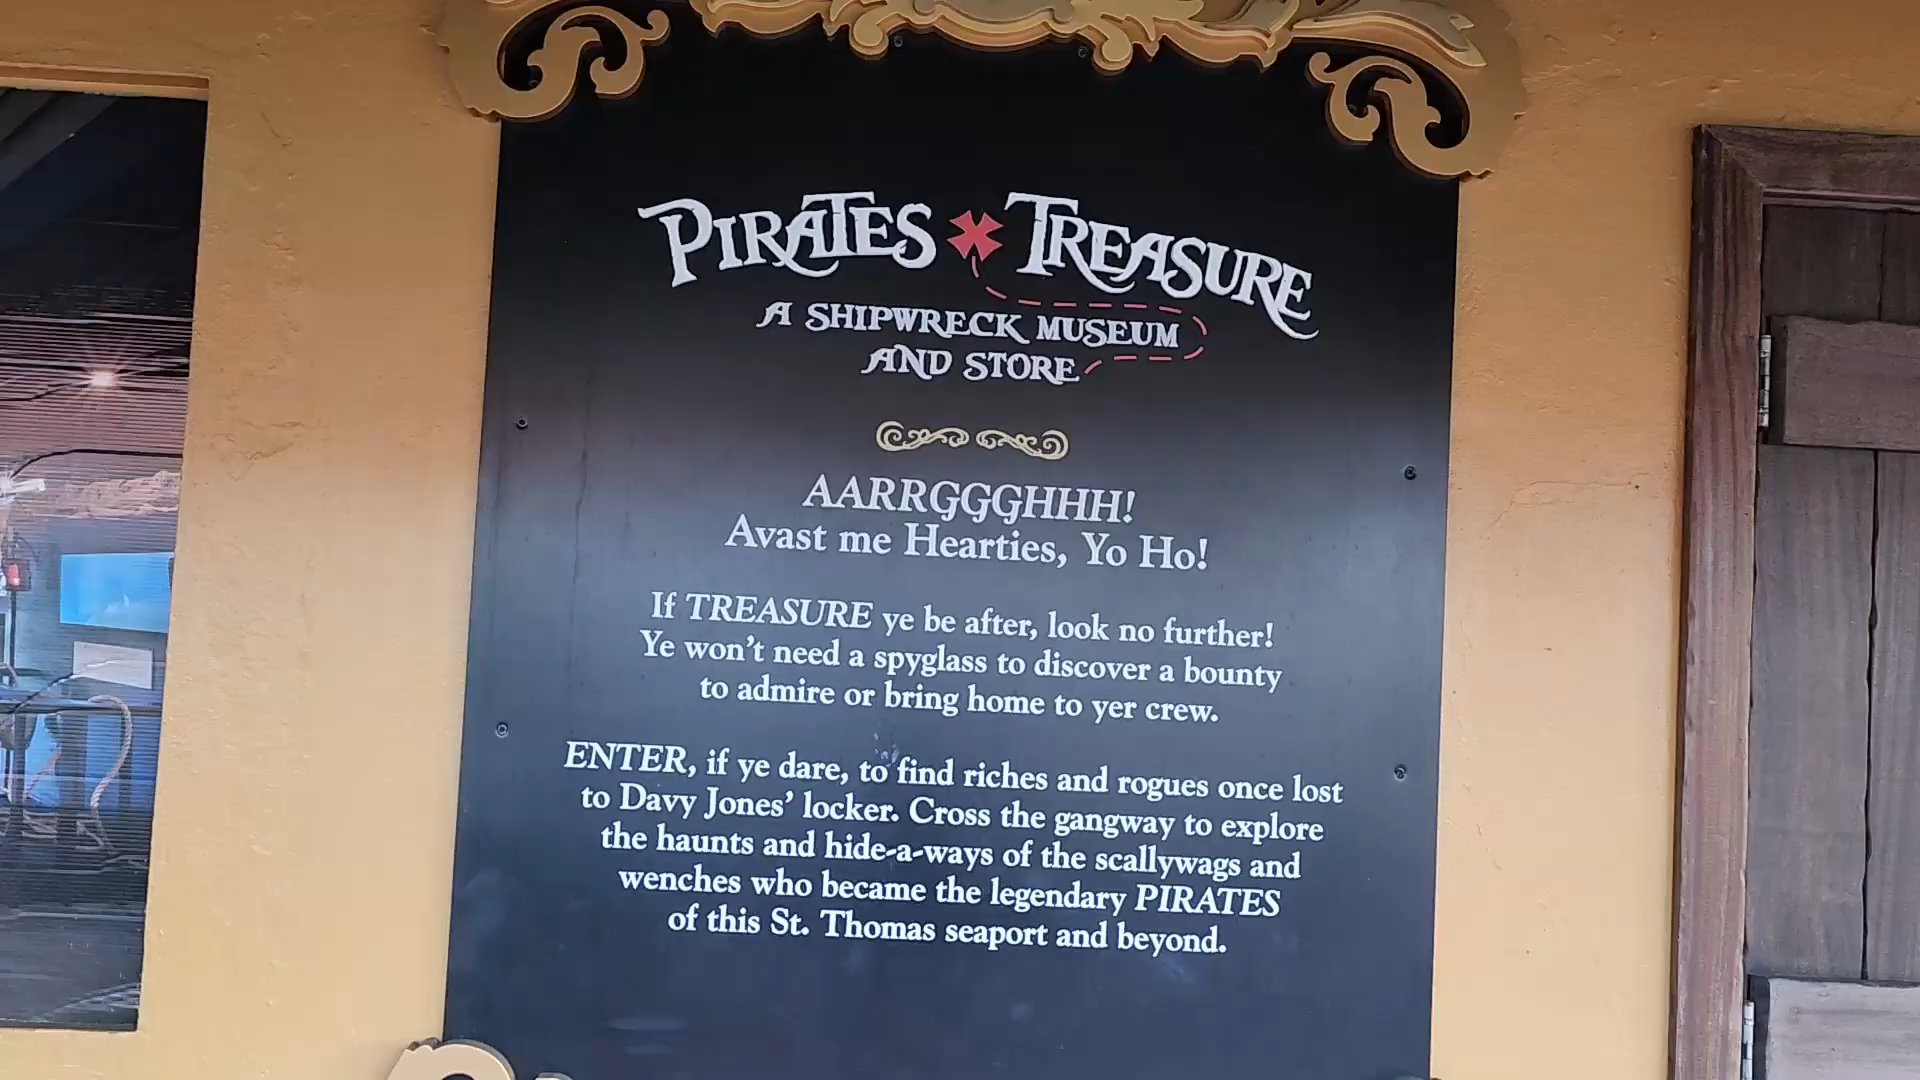 PIRATES TREASURE
A SHIPWRECK MUSEUM
AND STORE
AARRGGGHHH!
Avast me Hearties, Yo Ho!
If TREASURE ye be after, look no further!
Ye won't need a spyglass to discover a bounty
to admire or bring home to yer crew.
ENTER, if ye dare, to find riches and rogues once lost
to Davy Jones' locker. Cross the gangway to explore
the haunts and hide-a-ways of the scallywags and
wenches who became the legendary PIRATES
of this St. Thomas seaport and beyond.